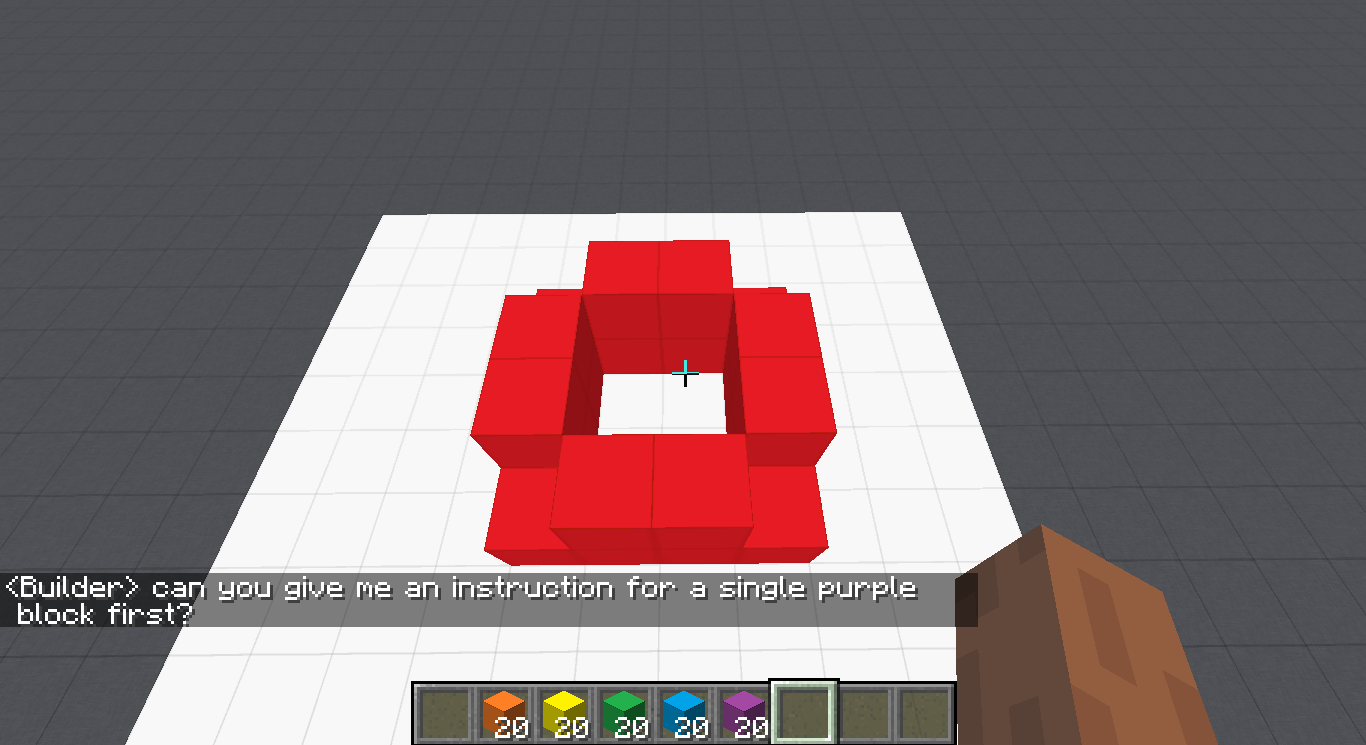 <Builder> can you give me an instruction for a single purple
block first?
20 20 20 20 20